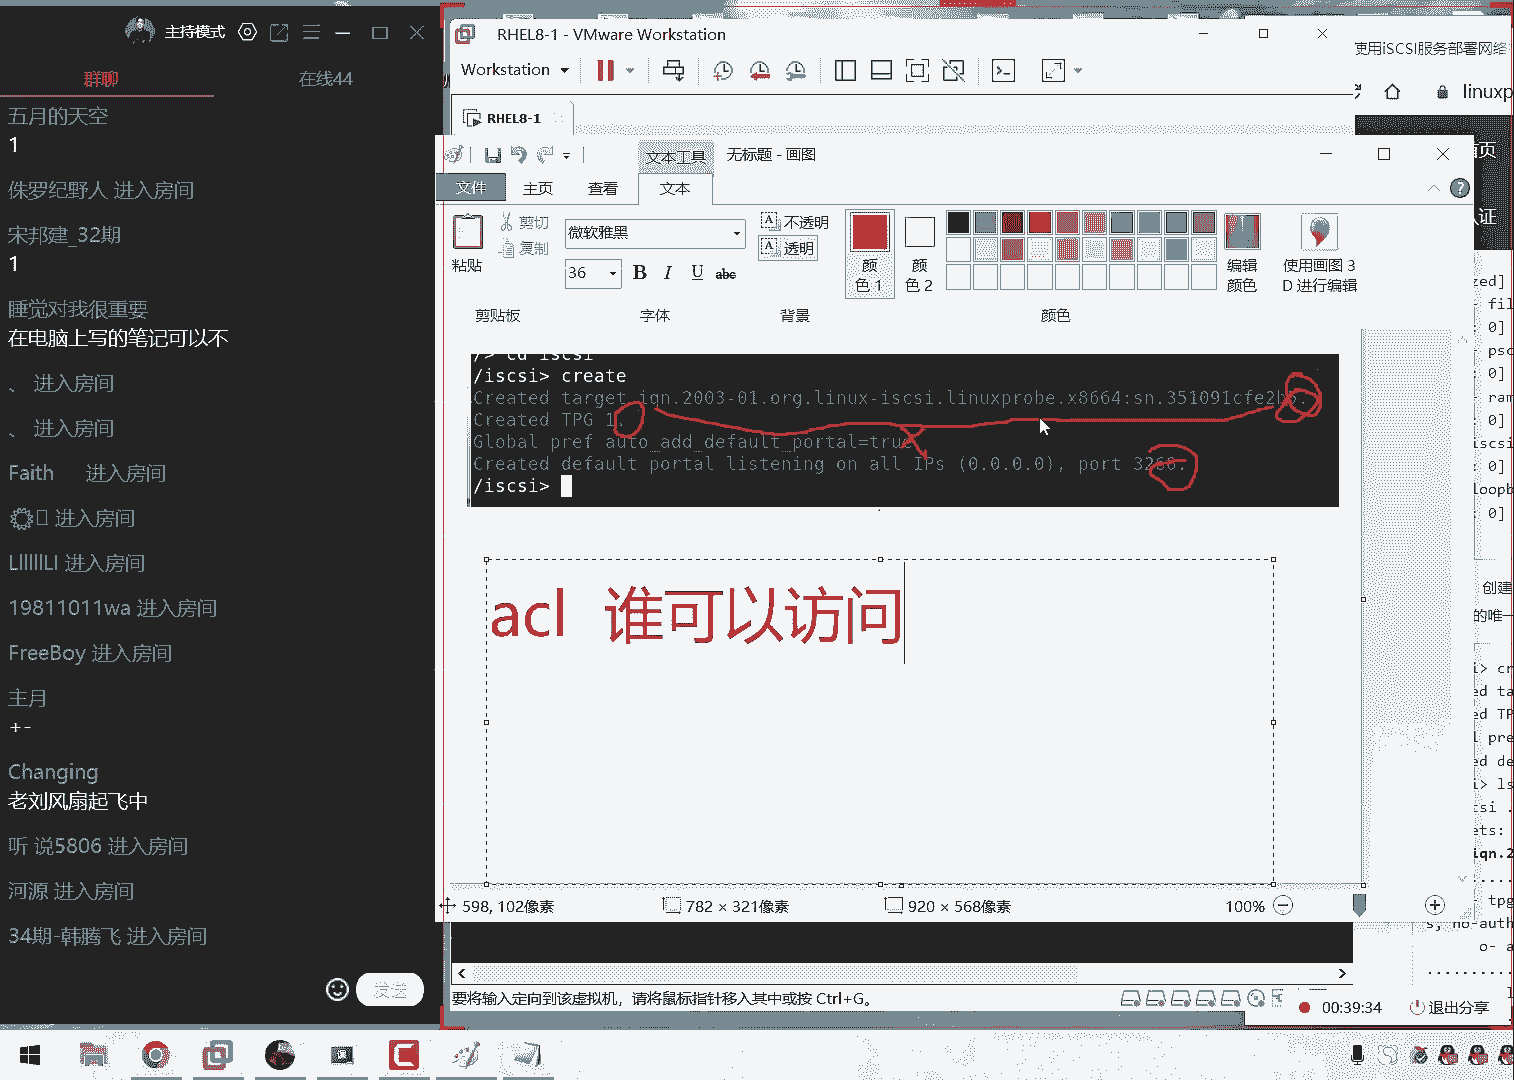 主持模式
群聊
在线44
五月的天空
1
侏罗纪野人 进入房间
宋邦建_32期
1
睡觉对我很重要
在电脑上写的笔记可以不
、 进入房间
、 进入房间
Faith 进入房间
进入房间
LlllllLl 进入房间
19811011wa 进入房间
FreeBoy 进入房间
主月
+-
Changing
老刘风扇起飞中
听 说5806 进入房间
河源 进入房间
34期-韩腾飞 进入房间
发送
RHEL8-1 - VMware Workstation
Workstation
RHEL8-1
使用iSCSI服务部署网络
linuxp
文本工具
无标题 - 画图
文件
主页
查看
文本
粘贴
剪切
复制
微软雅黑
36
B I U abc
不透明
透明
颜色 1
颜色 2
编辑颜色
使用画图 3D 进行编辑
剪贴板
字体
背景
颜色
/> cd iscsi
/iscsi> create
Created target iqn.2003-01.org.linux-iscsi.linuxprobe.x8664:sn.351091cfe2b5.
Created TPG 1.
Global pref auto_add_default_portal=true
Created default portal listening on all IPs (0.0.0.0), port 3260.
/iscsi>
acl 谁可以访问
598, 102像素
782 × 321像素
920 × 568像素
100%
要将输入定向到该虚拟机，请将鼠标指针移入其中或按 Ctrl+G。
00:39:34
退出分享